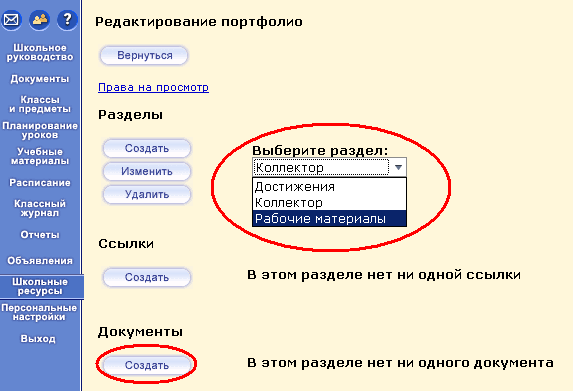 ?
Школьное
руководство
Документы
Классы
и предметы
Планирование
уроков
Учебные
материалы
Расписание
Классный
журнал
Отчеты
Объявления
Школьные
ресурсы
Персональные
настройки
Выход
Редактирование портфолио
Вернуться
Права на просмотр
Разделы
Создать
Изменить
Удалить
Выберите раздел:
Коллектор
Достижения
Коллектор
Рабочие материалы
Ссылки
Создать
В этом разделе нет ни одной ссылки
Документы
Создать
В этом разделе нет ни одного документа